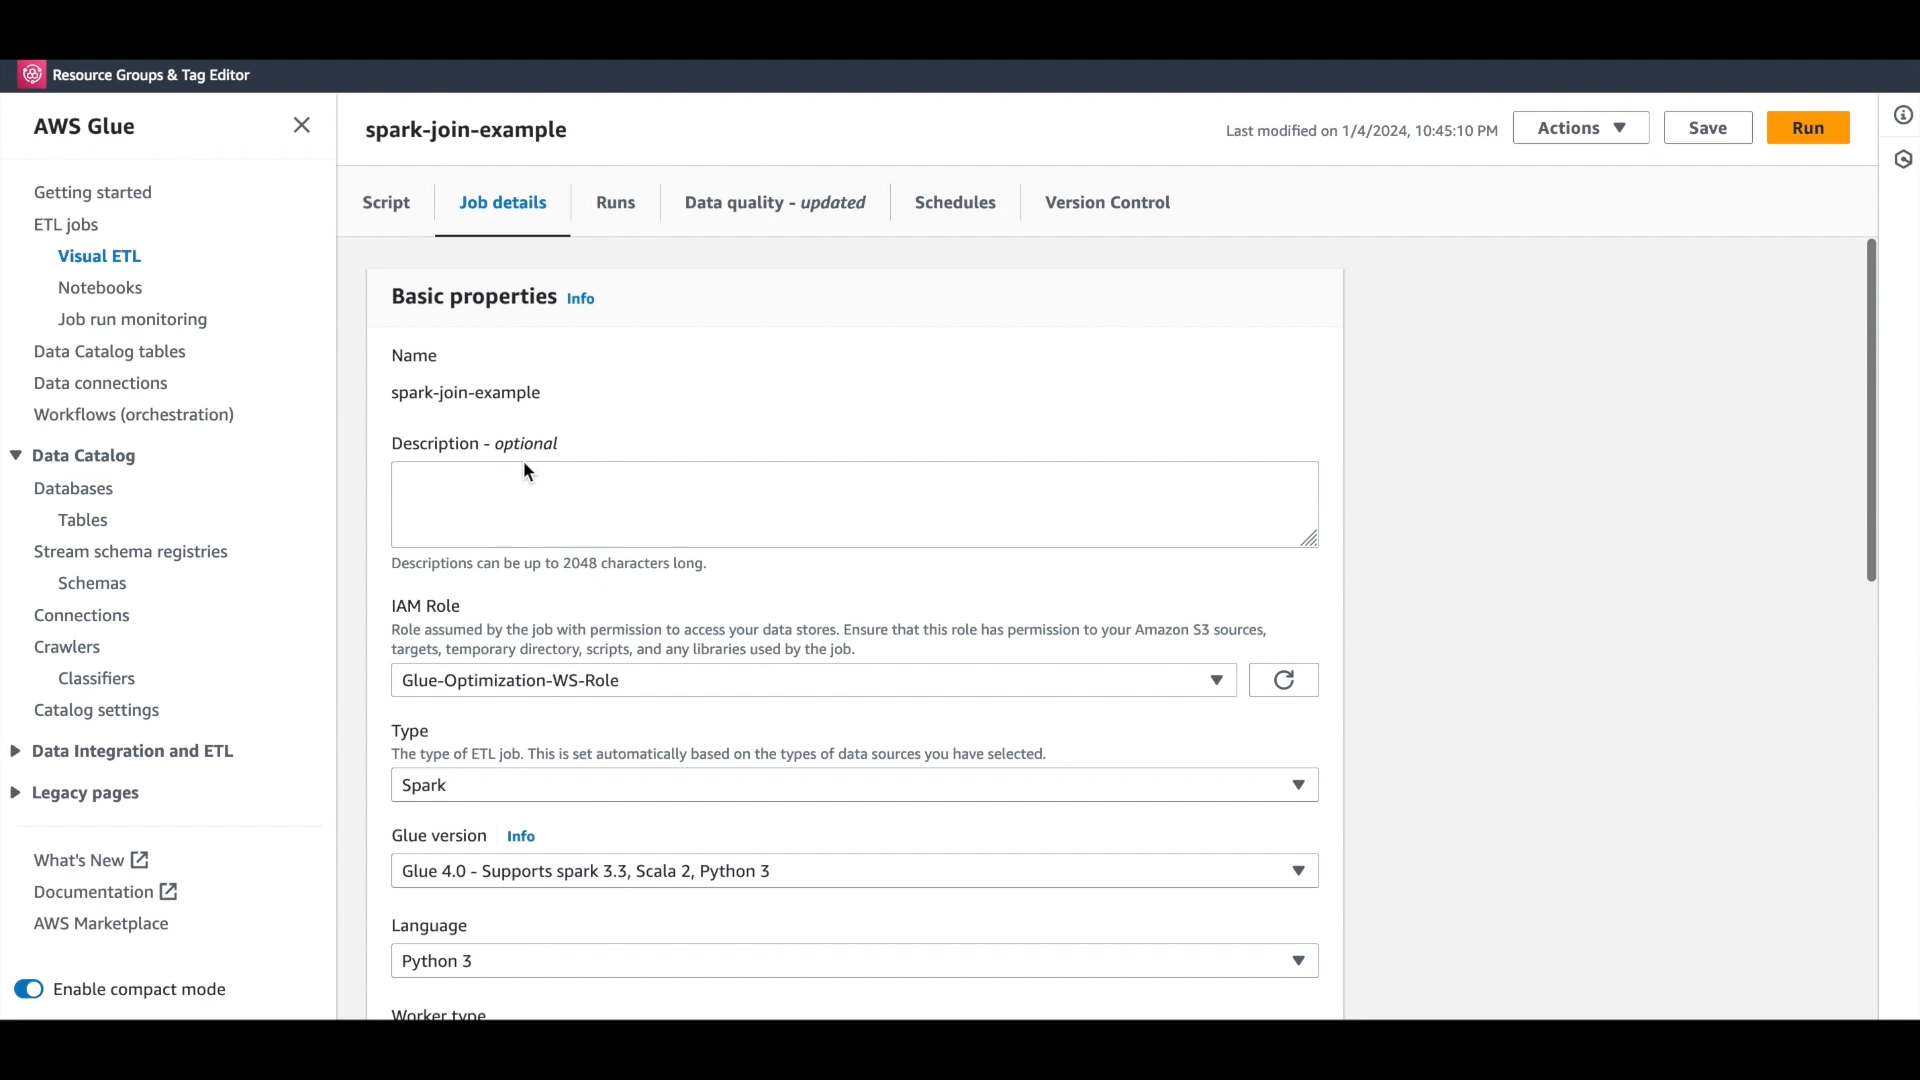 Resource Groups & Tag Editor
AWS Glue
Getting started
ETL jobs
Visual ETL
Notebooks
Job run monitoring
Data Catalog tables
Data connections
Workflows (orchestration)
Data Catalog
Databases
Tables
Stream schema registries
Schemas
Connections
Crawlers
Classifiers
Catalog settings
Data Integration and ETL
Legacy pages
What's New
Documentation
AWS Marketplace
Enable compact mode
spark-join-example
Last modified on 1/4/2024, 10:45:10 PM
Actions
Save
Run
Script
Job details
Runs
Data quality - updated
Schedules
Version Control
Basic properties Info
Name
spark-join-example
Description - optional
Descriptions can be up to 2048 characters long.
IAM Role
Role assumed by the job with permission to access your data stores. Ensure that this role has permission to your Amazon S3 sources,
targets, temporary directory, scripts, and any libraries used by the job.
Glue-Optimization-WS-Role
Type
The type of ETL job. This is set automatically based on the types of data sources you have selected.
Spark
Glue version Info
Glue 4.0 - Supports spark 3.3, Scala 2, Python 3
Language
Python 3
Worker type